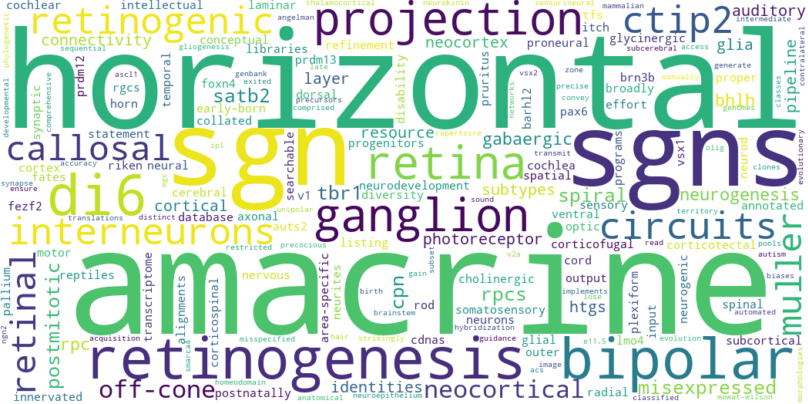 cochlear intellectual laminar angelman thalamocortical neurokinin sensorineural mammalian intermediate
retinogenic projection ctip2 auditory
phylogenetic sequential conceptual subcerebral access contralateral
connectivity gliogenesis libraries refinement neocortex tfs itch proneural glycinergic glia
horizontal
developmental comprehensive synaptic prdm12 ascl1 genbank late prdm13 pruritus vsx2 zone generate manually classes pipeline
rgcs foxn4 exited temporal precursors layer disability networks precise brn3b proper genomes
horn satb2 dorsal convey barhl2 broadly bhlh
early-born comprised pax6 effort
statement collated resource gabaergic repertoire vsx1 olig evolutionary
callosal sgn sgns
cortex accuracy riken neural searchable progenitors retina transmit cochlea programs neurod
synapse fates ipl v1 neurodevelopment spatial clones
ensure cerebral egc tbr1 diversity subtypes spiral neurogenesis
di6 fezf2 cortical database axonal sound sensory annotated
translations distinct unipolar auts2 ganglion ventral optic territory
interneurons listing photoreceptor corticofugal read autism circuits muller
motor restricted precocious v2a gain subset corticotectal pools
pallium reptiles nervous area-specific cholinergic cord output biases
amacrine
retinal postmitotic transcriptome alignments corticospinal neurites birth cpn rod rpcs somatosensory htgs plexiform implements lose input neurogenic spinal
brainstem neurons hybridization evolution automated
ngn2 acquisition misspecified hair strikingly guidance e11.5 subcortical
rpc retinogenesis cdnas glial lmo4 bipolar
smarca4 outer image
off-cone homeodomain identities neocortical acs radial misexpressed
innervated postnatally anatomical neuroepithelium classified mowat-wilson morphologies